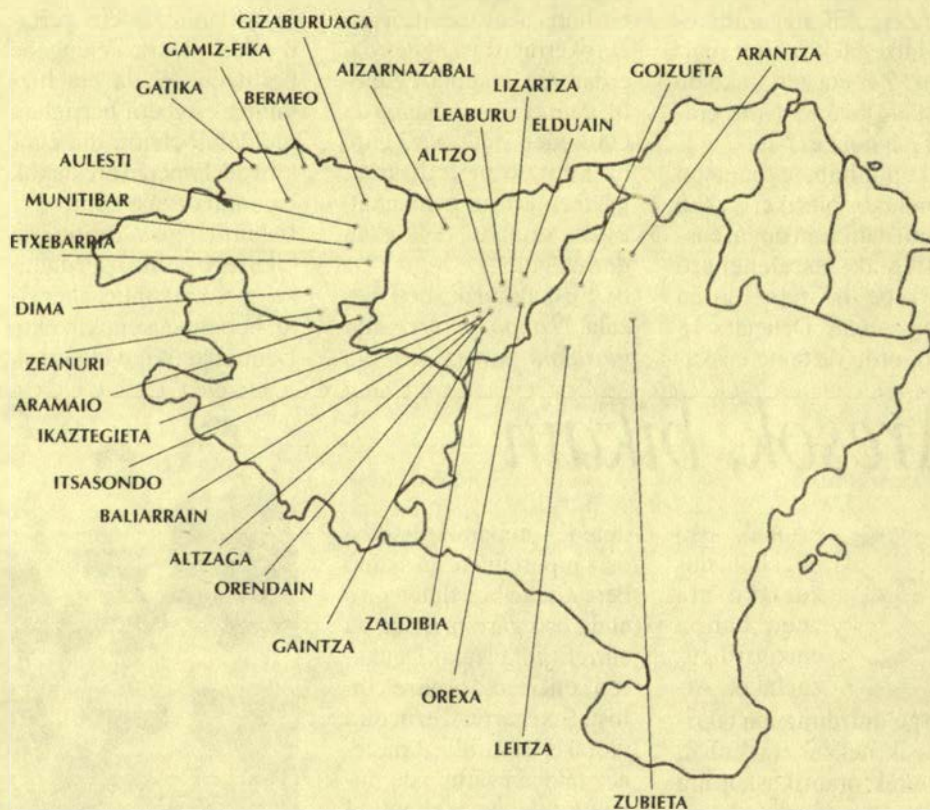 GIZABURUAGA
GAMIZ-FIKA
GATIKA
BERMEO
AIZARNAZABAL
LIZARTZA
LEABURU
ALTZO
ELDUAIN
GOIZUETA
ARANTZA
AULESTI
MUNITIBAR
ETXEBARRIA
DIMA
ZEANURI
ARAMAIO
IKAZTEGIETA
ITSASONDO
BALIARRAIN
ALTZAGA
ORENDAIN
GAINTZA
ZALDIBIA
OREXA
LEITZA
ZUBIETA